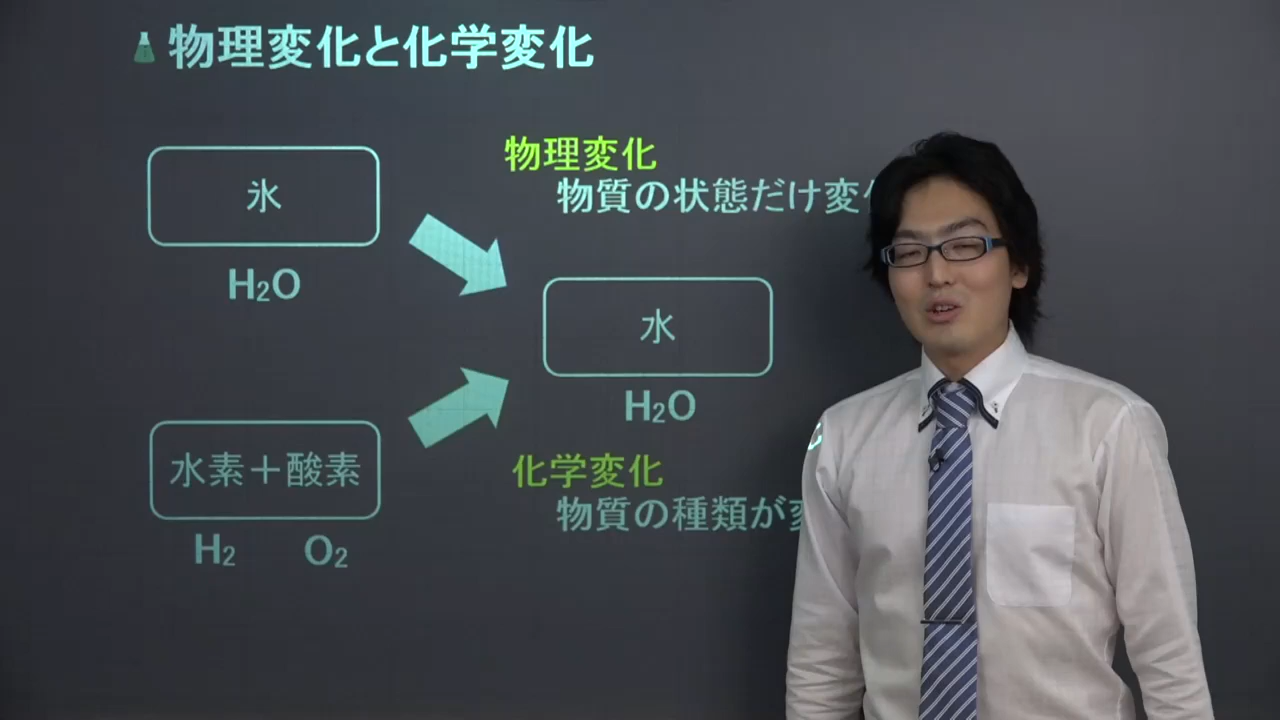 物理変化と化学変化
物理変化
物質の状態だけ変
氷
H₂O
水
H₂O
水素＋酸素
H₂ O₂
化学変化
物質の種類が